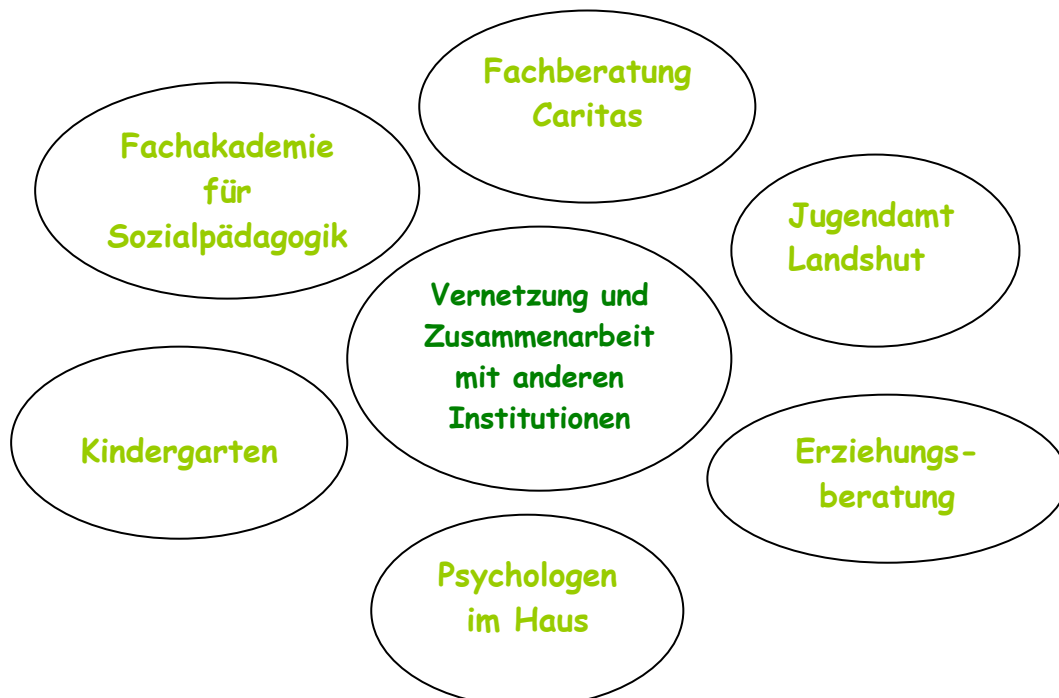 Fachberatung
Caritas
Fachakademie
für
Sozialpädagogik
Jugendamt
Landshut
Vernetzung und
Zusammenarbeit
mit anderen
Institutionen
Kindergarten
Erziehungs-
beratung
Psychologen
im Haus